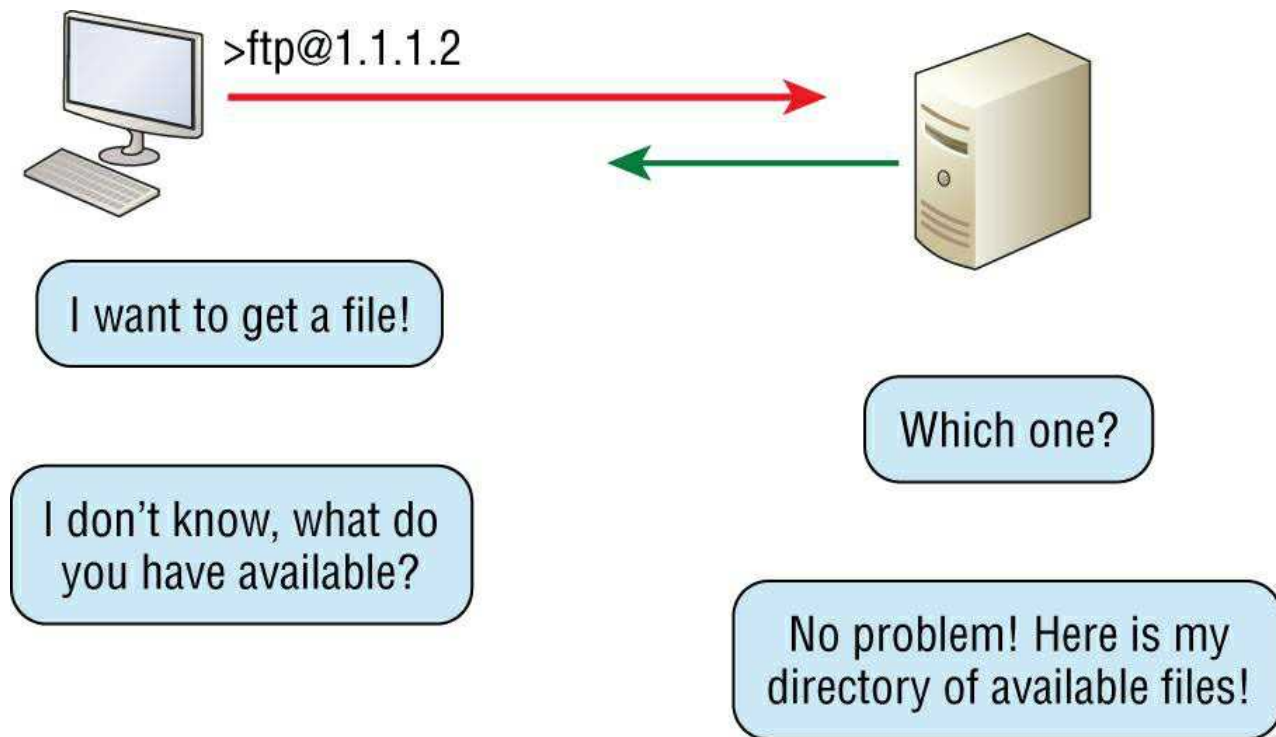 >ftp@1.1.1.2
I want to get a file!
Which one?
I don’t know, what do
you have available?
No problem! Here is my
directory of available files!